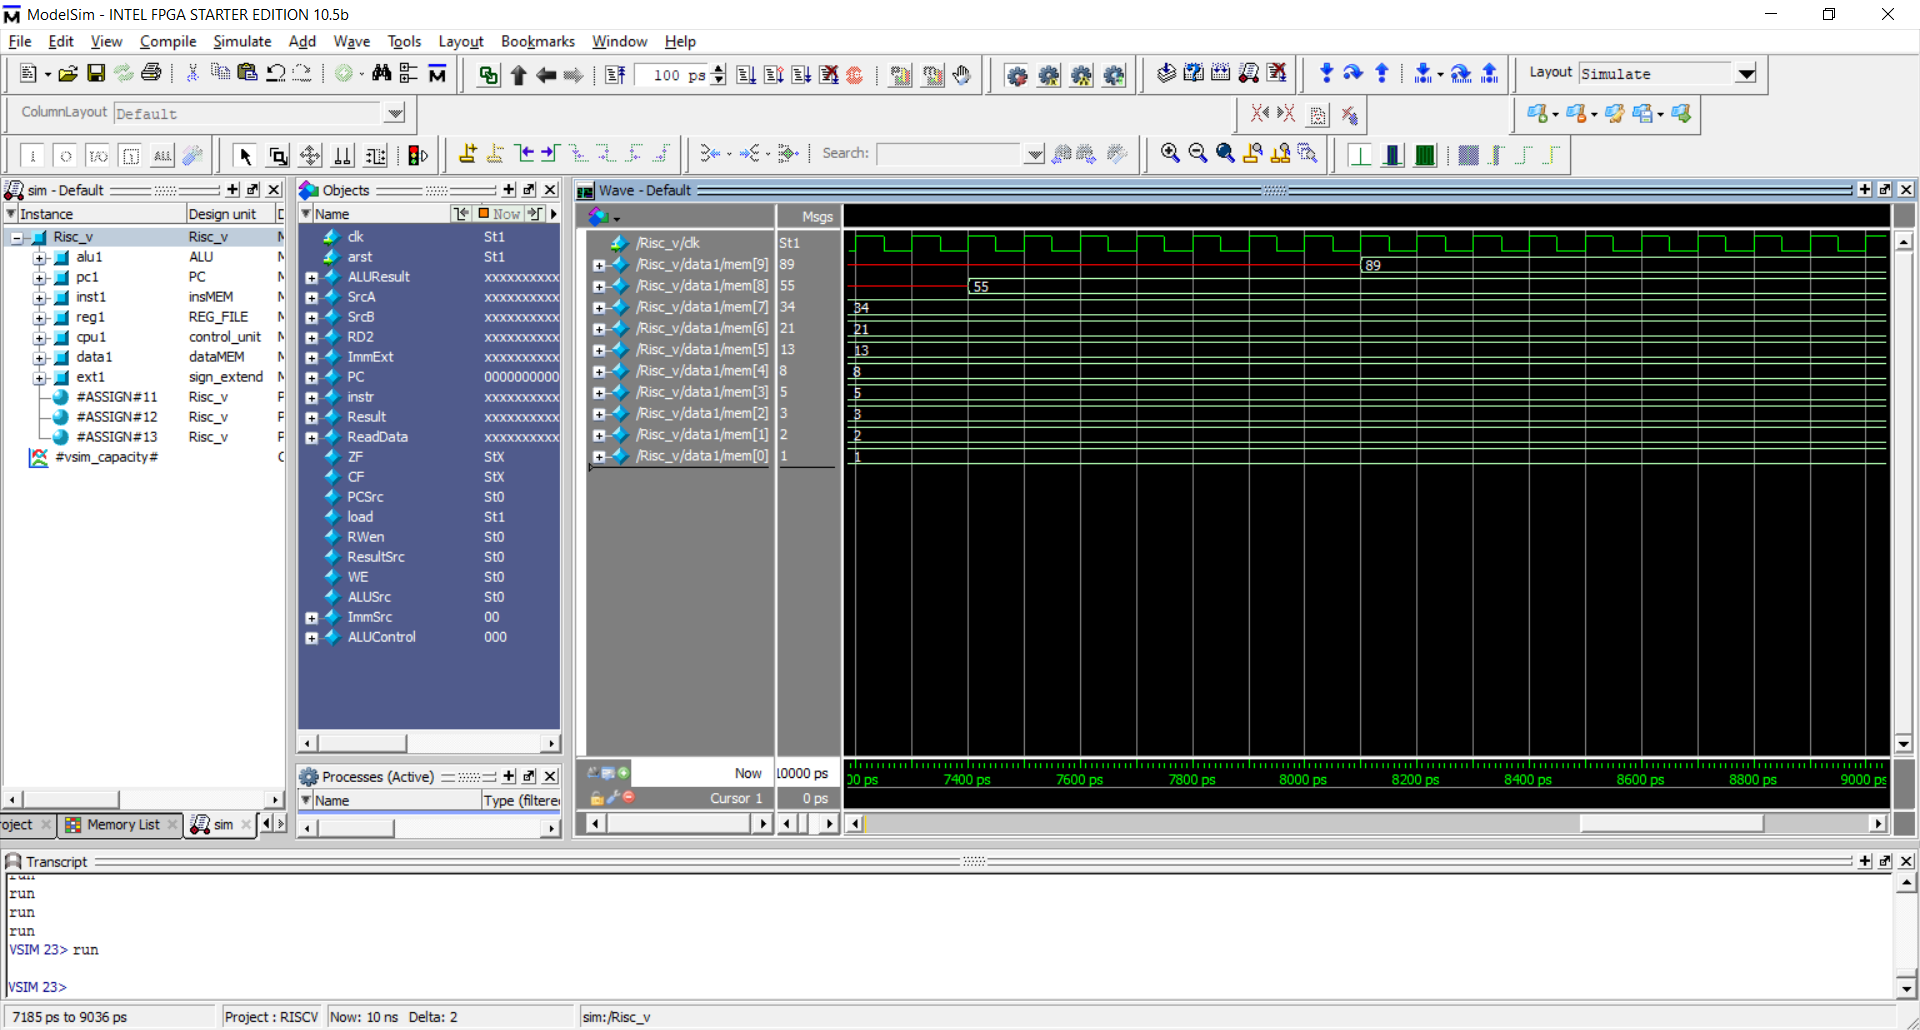 ModelSim - INTEL FPGA STARTER EDITION 10.5b
File Edit View Compile Simulate Add Wave Tools Layout Bookmarks Window Help
100 ps
Layout Simulate
ColumnLayout Default
Search:
sim - Default
Instance Design unit
Risc_v Risc_v
alu1 ALU
pc1 PC
inst1 insMEM
reg1 REG_FILE
cpu1 control_unit
data1 dataMEM
ext1 sign_extend
#ASSIGN#11 Risc_v
#ASSIGN#12 Risc_v
#ASSIGN#13 Risc_v
#vsim_capacity#
roject Memory List sim
Objects
Name Now
clk St1
arst St1
ALUResult xxxxxxxxxx
SrcA xxxxxxxxxx
SrcB xxxxxxxxxx
RD2 xxxxxxxxxx
ImmExt xxxxxxxxxx
PC 0000000000
instr xxxxxxxxxx
Result xxxxxxxxxx
ReadData xxxxxxxxxx
ZF StX
CF StX
PCSrc St0
load St1
RWen St0
ResultSrc St0
WE St0
ALUSrc St0
ImmSrc 00
ALUControl 000
Processes (Active)
Name Type (filtered
Wave - Default
Msgs
/Risc_v/clk St1
/Risc_v/data1/mem[9] 89 89
/Risc_v/data1/mem[8] 55 55
/Risc_v/data1/mem[7] 34 34
/Risc_v/data1/mem[6] 21 21
/Risc_v/data1/mem[5] 13 13
/Risc_v/data1/mem[4] 8 8
/Risc_v/data1/mem[3] 5 5
/Risc_v/data1/mem[2] 3 3
/Risc_v/data1/mem[1] 2 2
/Risc_v/data1/mem[0] 1 1
Now 10000 ps
00 ps 7400 ps 7600 ps 7800 ps 8000 ps 8200 ps 8400 ps 8600 ps 8800 ps 9000 ps
Cursor 1 0 ps
Transcript
run
run
run
run
VSIM 23> run
VSIM 23>
7185 ps to 9036 ps Project : RISCV Now: 10 ns Delta: 2 sim:/Risc_v